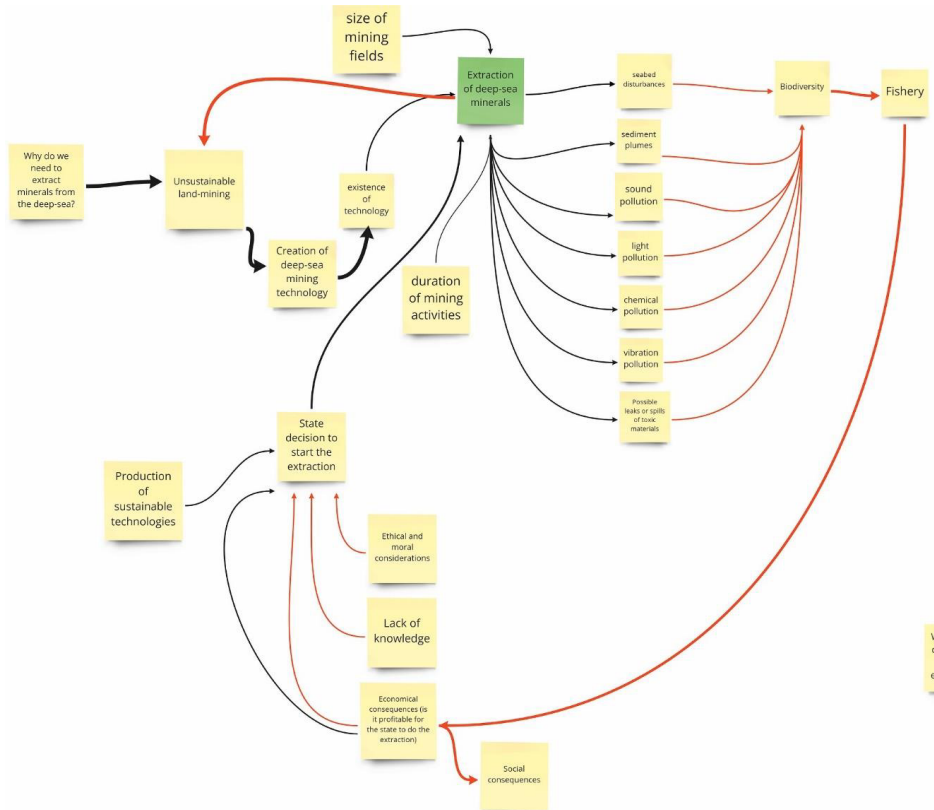 size of
mining
fields
Extraction
of deep-sea
minerals
seabed
disturbances
Biodiversity
Fishery
sediment
plumes
Why do we
need to
extract
minerals from
the deep-sea?
Unsustainable
land-mining
existence
of
technology
sound
pollution
Creation of
deep-sea
mining
technology
light
pollution
duration
of mining
activities
chemical
pollution
vibration
pollution
Possible
leaks or spills
of toxic
materials
State
decision to
start the
extraction
Production
of
sustainable
technologies
Ethical and
moral
considerations
Lack of
knowledge
Economical
consequences (is
it profitable for
the state to do the
extraction)
Social
consequences